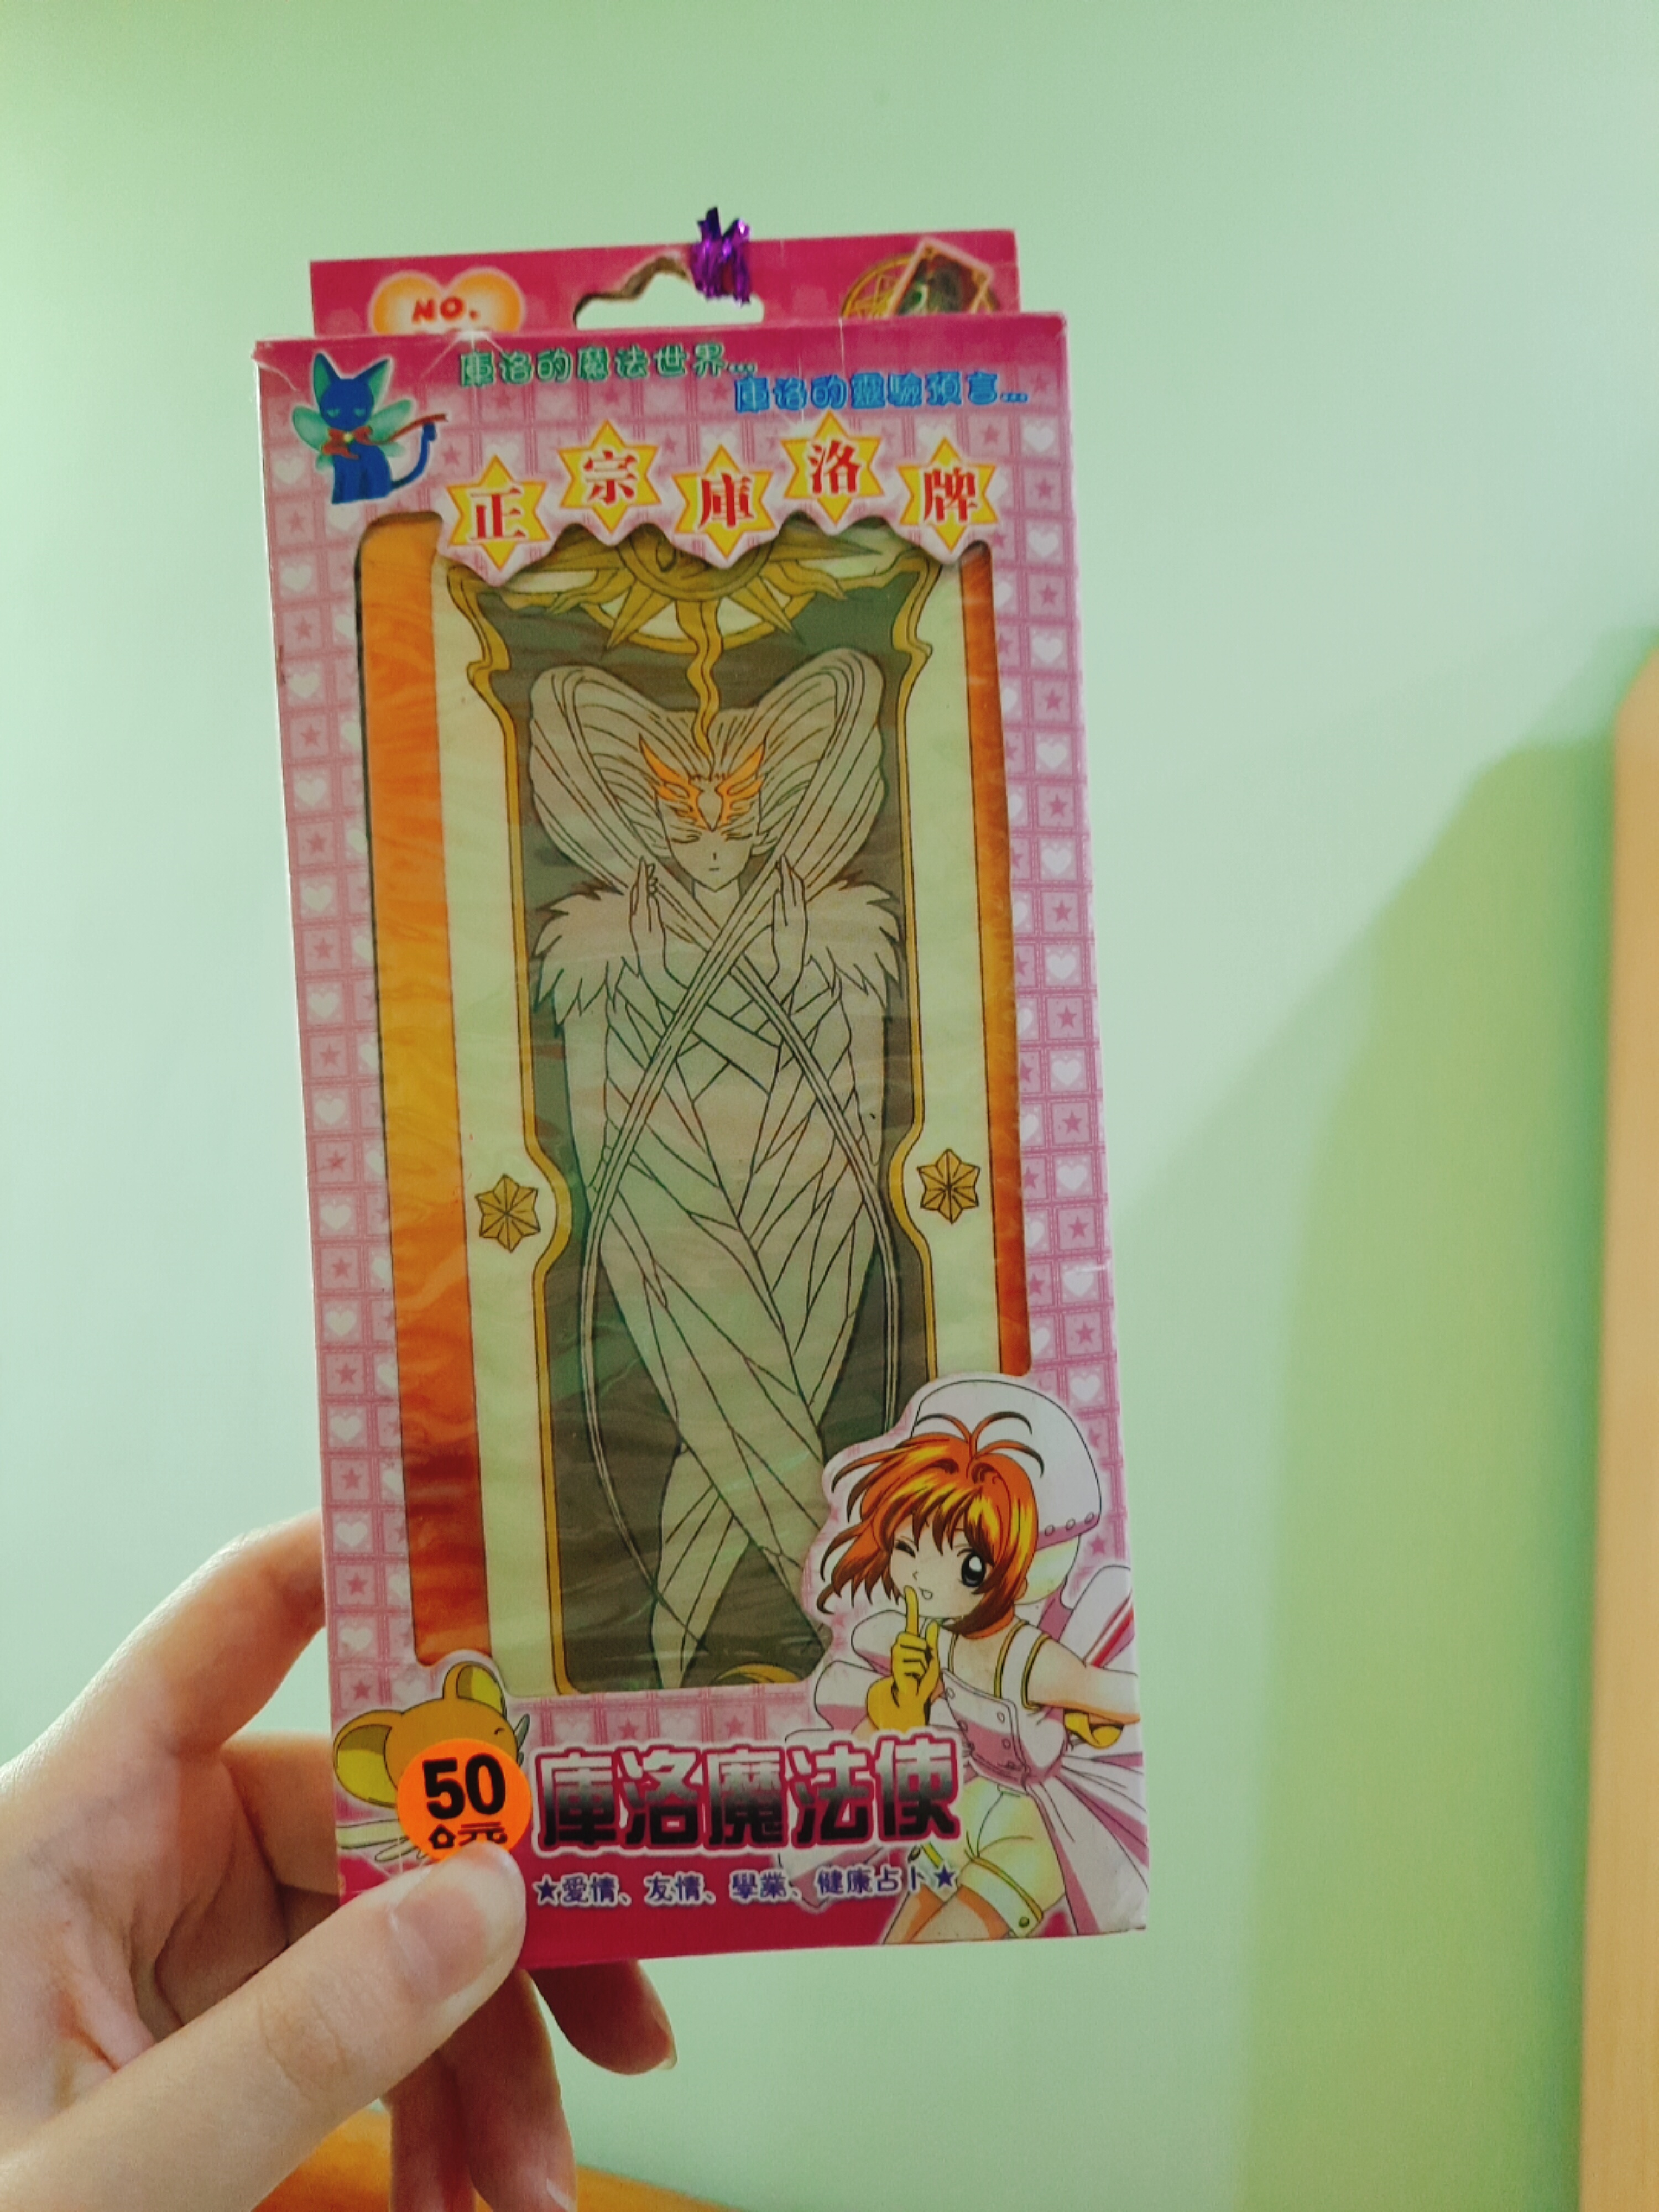 NO.
庫洛的魔法世界...
庫洛的靈驗預言...
正宗庫洛牌
50
元
庫洛魔法使
★愛情、友情、學業、健康占卜★